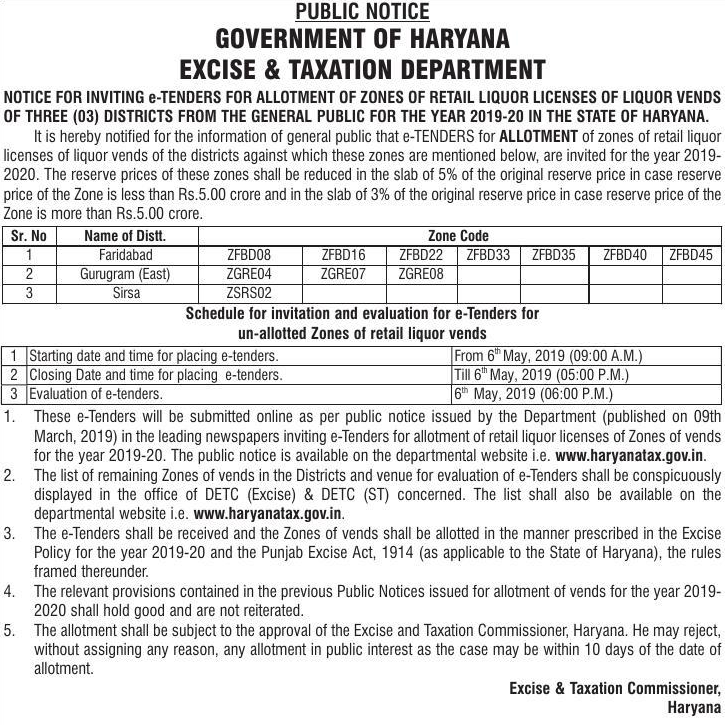 PUBLIC NOTICE
GOVERNMENT OF HARYANA
EXCISE & TAXATION DEPARTMENT
NOTICE FOR INVITING e-TENDERS FOR ALLOTMENT OF ZONES OF RETAIL LIQUOR LICENSES OF LIQUOR VENDS
OF THREE (03) DISTRICTS FROM THE GENERAL PUBLIC FOR THE YEAR 2019-20 IN THE STATE OF HARYANA.
It is hereby notified for the information of general public that e-TENDERS for ALLOTMENT of zones of retail liquor
licenses of liquor vends of the districts against which these zones are mentioned below, are invited for the year 2019-
2020. The reserve prices of these zones shall be reduced in the slab of 5% of the original reserve price in case reserve
price of the Zone is less than Rs.5.00 crore and in the slab of 3% of the original reserve price in case reserve price of the
Zone is more than Rs.5.00 crore.
Sr. No Name of Distt. Zone Code
1 Faridabad ZFBD08 ZFBD16 ZFBD22 ZFBD33 ZFBD35 ZFBD40 ZFBD45
2 Gurugram (East) ZGRE04 ZGRE07 ZGRE08
3 Sirsa ZSRS02
Schedule for invitation and evaluation for e-Tenders for
un-allotted Zones of retail liquor vends
1 Starting date and time for placing e-tenders. From 6th May, 2019 (09:00 A.M.)
2 Closing Date and time for placing e-tenders. Till 6th May, 2019 (05:00 P.M.)
3 Evaluation of e-tenders. 6th May, 2019 (06:00 P.M.)
1. These e-Tenders will be submitted online as per public notice issued by the Department (published on 09th
March, 2019) in the leading newspapers inviting e-Tenders for allotment of retail liquor licenses of Zones of vends
for the year 2019-20. The public notice is available on the departmental website i.e. www.haryanatax.gov.in.
2. The list of remaining Zones of vends in the Districts and venue for evaluation of e-Tenders shall be conspicuously
displayed in the office of DETC (Excise) & DETC (ST) concerned. The list shall also be available on the
departmental website i.e. www.haryanatax.gov.in.
3. The e-Tenders shall be received and the Zones of vends shall be allotted in the manner prescribed in the Excise
Policy for the year 2019-20 and the Punjab Excise Act, 1914 (as applicable to the State of Haryana), the rules
framed thereunder.
4. The relevant provisions contained in the previous Public Notices issued for allotment of vends for the year 2019-
2020 shall hold good and are not reiterated.
5. The allotment shall be subject to the approval of the Excise and Taxation Commissioner, Haryana. He may reject,
without assigning any reason, any allotment in public interest as the case may be within 10 days of the date of
allotment.
Excise & Taxation Commissioner,
Haryana